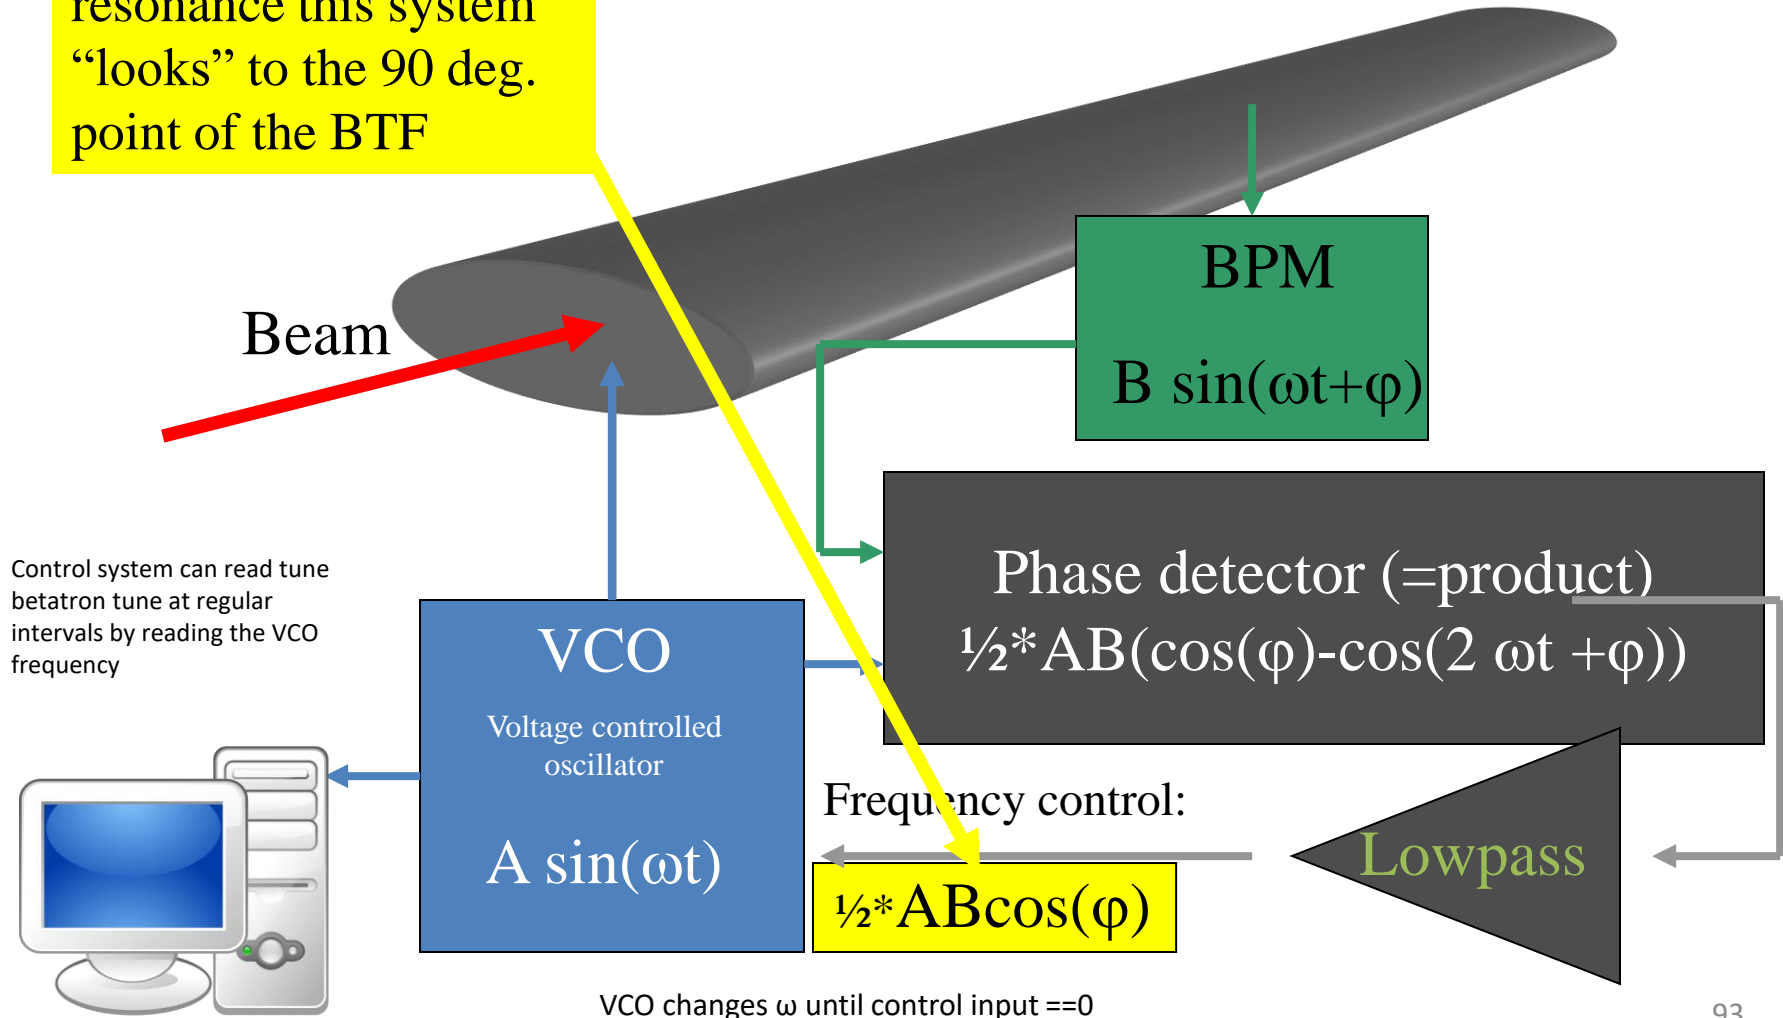 resonance this system
“looks” to the 90 deg.
point of the BTF
Beam
BPM
B sin(ωt+φ)
Phase detector (=product)
½*AB(cos(φ)-cos(2 ωt +φ))
Control system can read tune
betatron tune at regular
intervals by reading the VCO
frequency
VCO
Voltage controlled
oscillator
A sin(ωt)
Frequency control:
½*ABcos(φ)
Lowpass
VCO changes ω until control input ==0
93